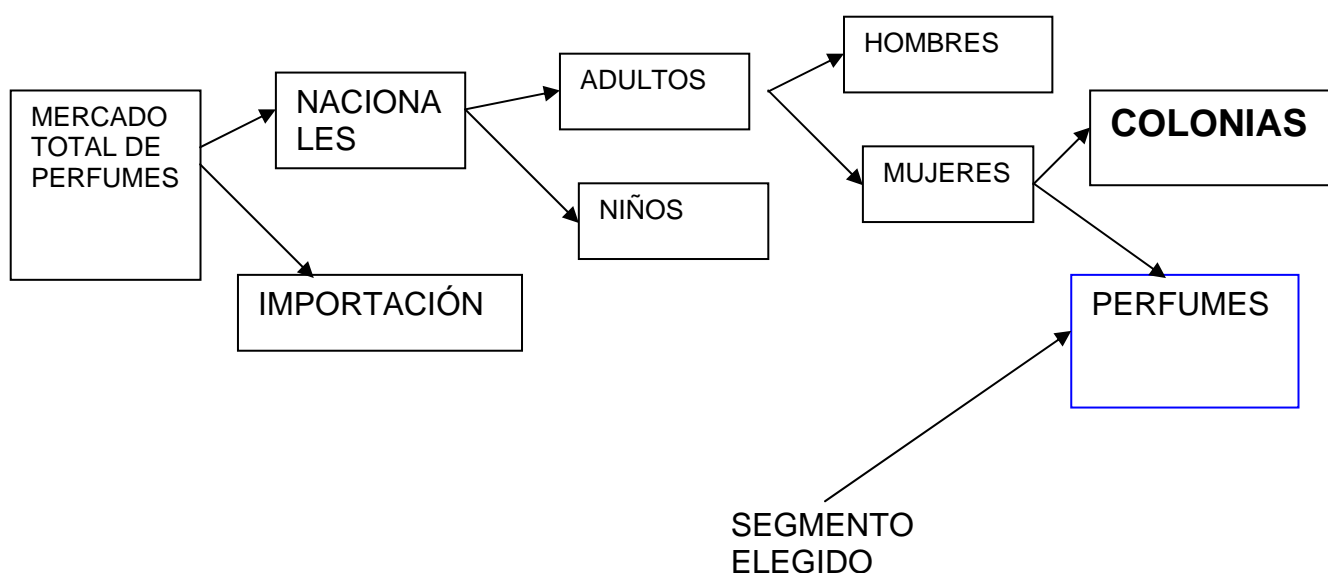 MERCADO
TOTAL DE
PERFUMES
NACIONA
LES
IMPORTACIÓN
ADULTOS
NIÑOS
HOMBRES
MUJERES
COLONIAS
PERFUMES
SEGMENTO
ELEGIDO